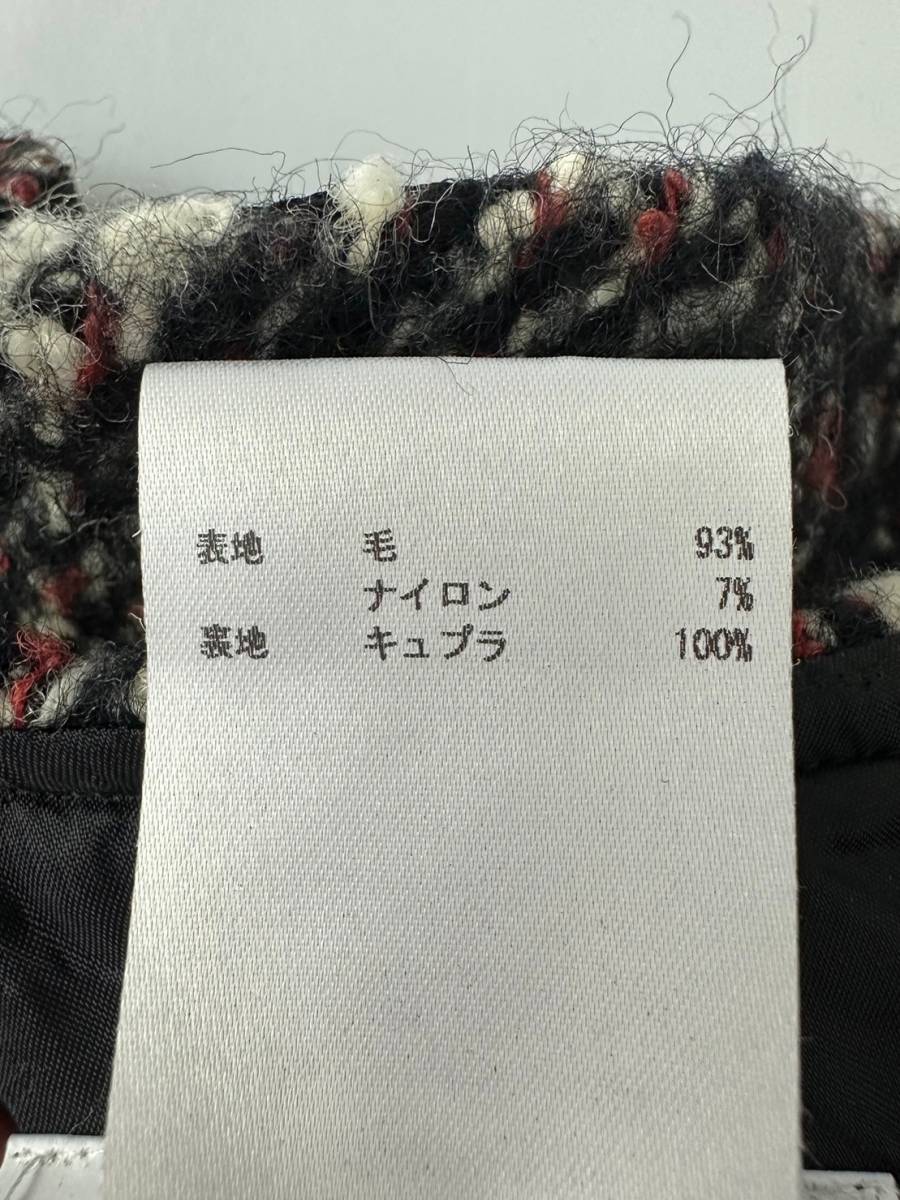 表地 毛 93%
ナイロン 7%
裏地 キュプラ 100%